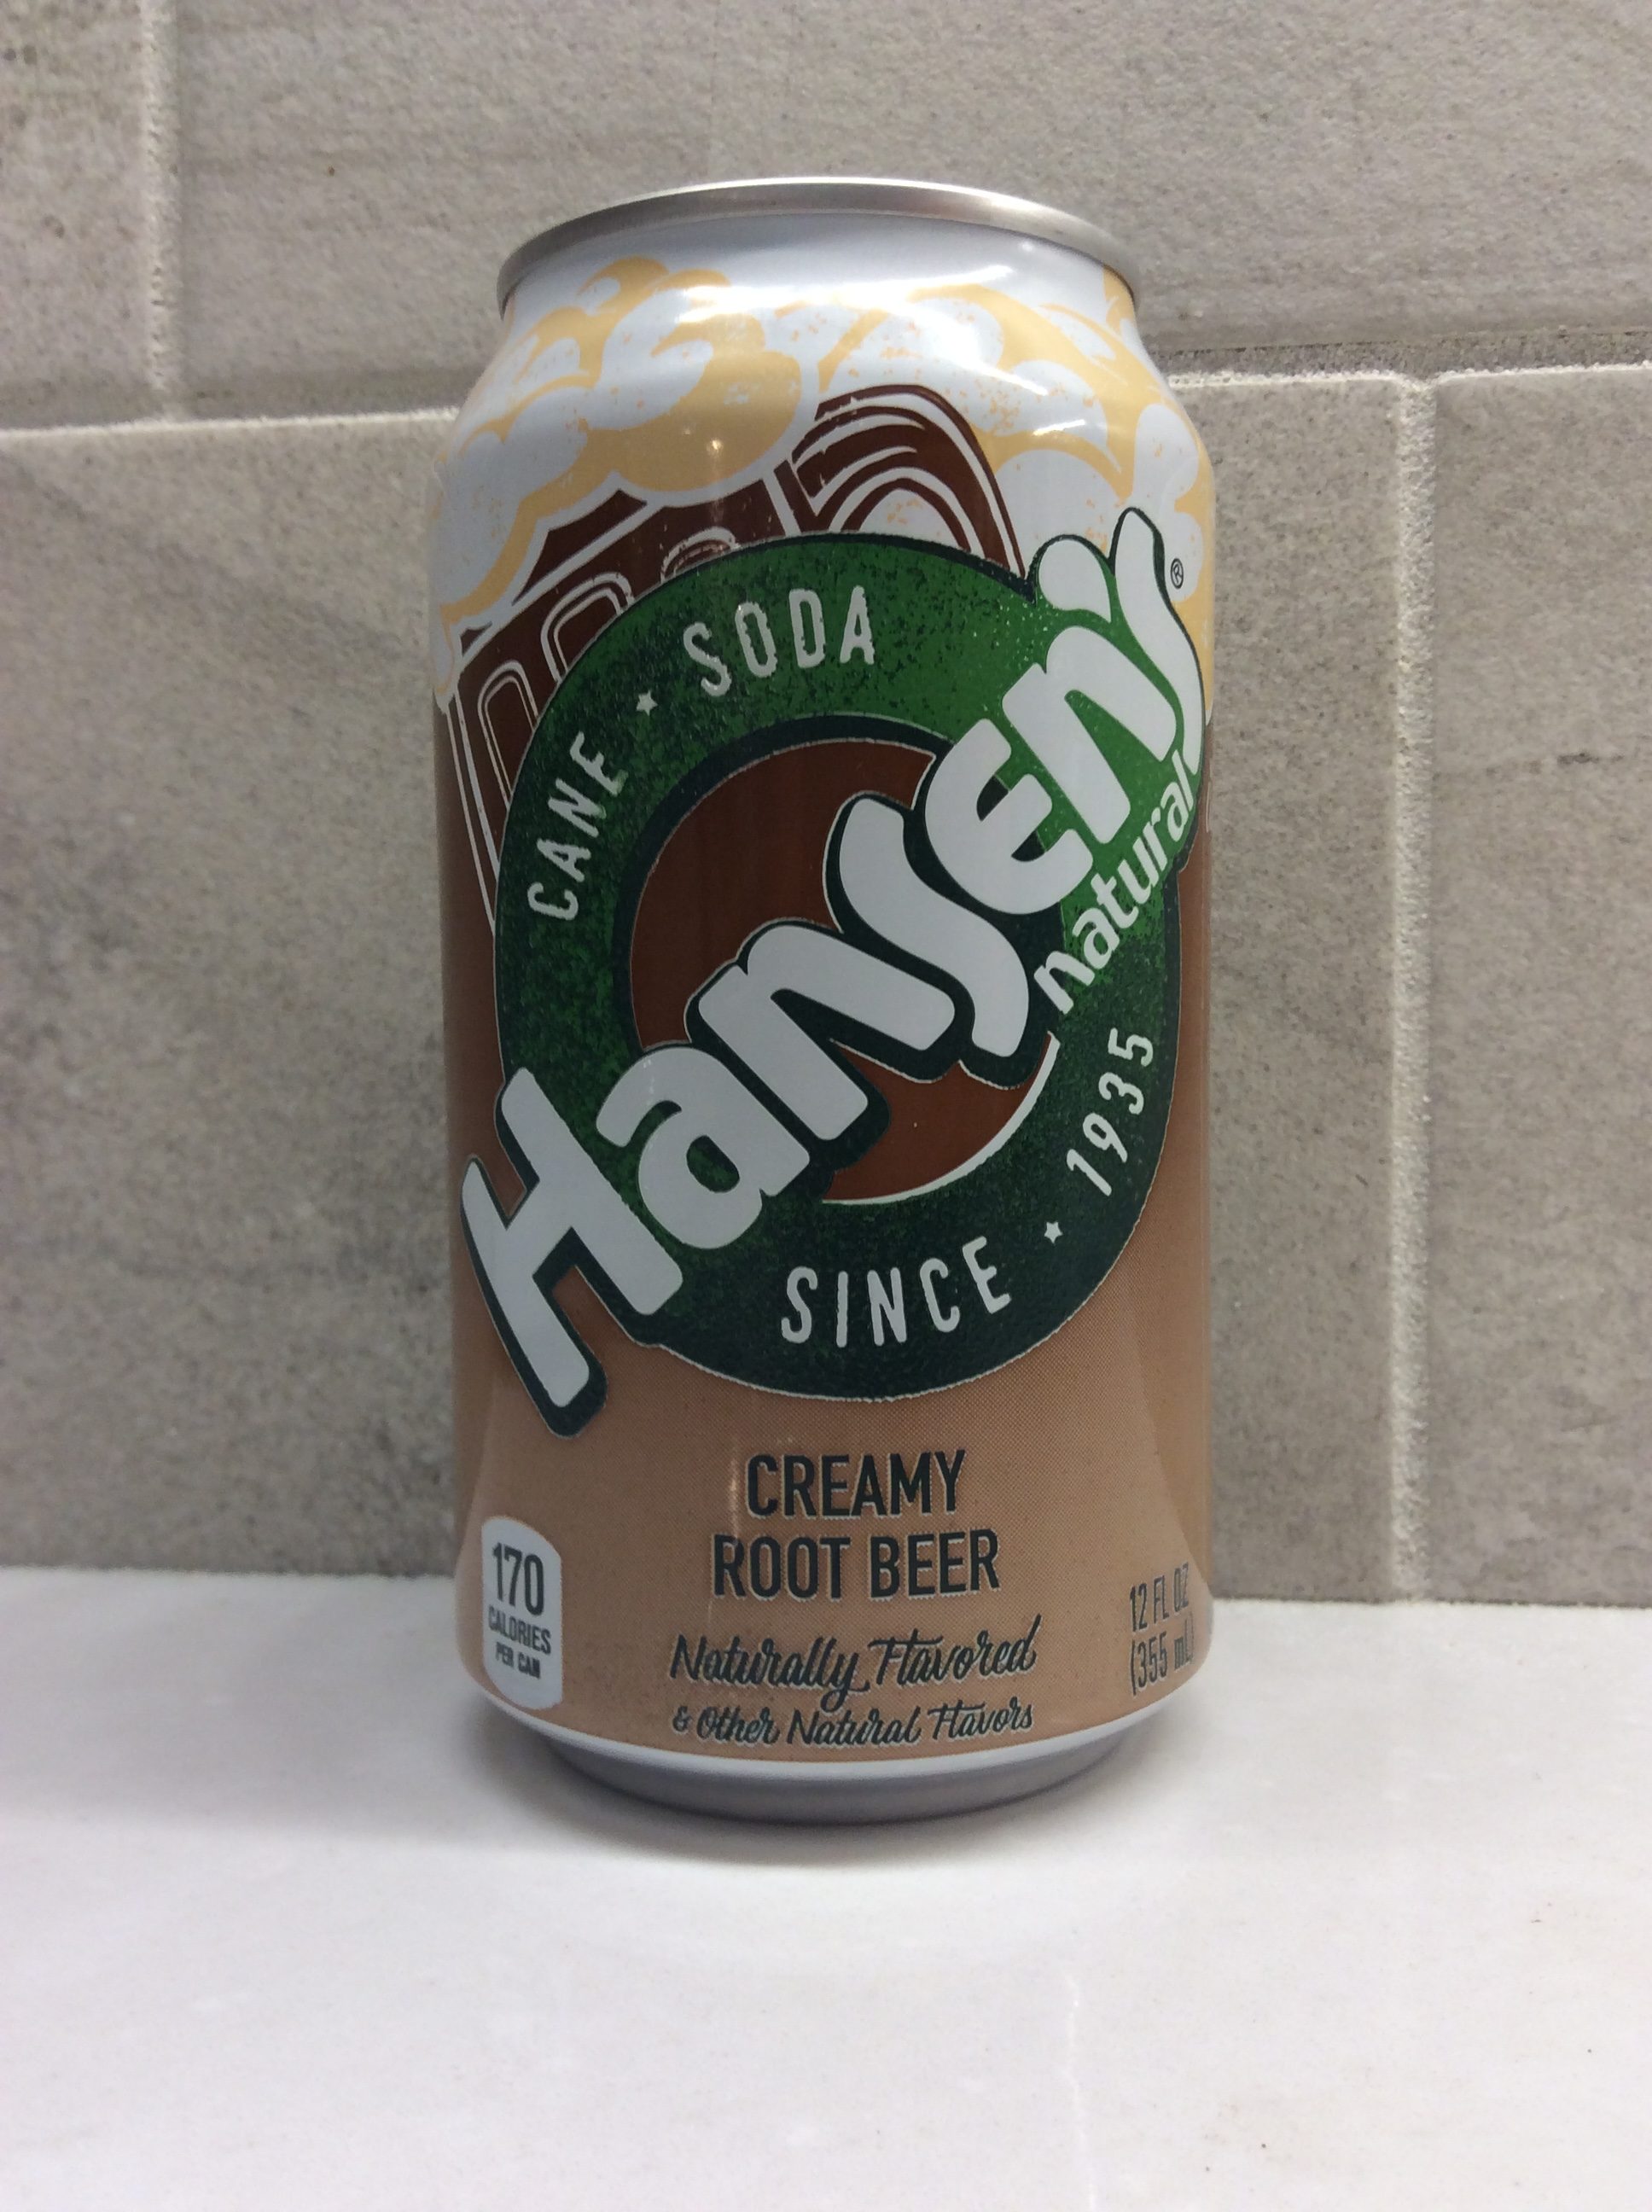 CANE ★ SODA
Hansen's®
natural
SINCE ★ 1935
CREAMY
ROOT BEER
Naturally Flavored
& Other Natural Flavors
170
CALORIES
PER CAN
12 FL OZ
(355 mL)